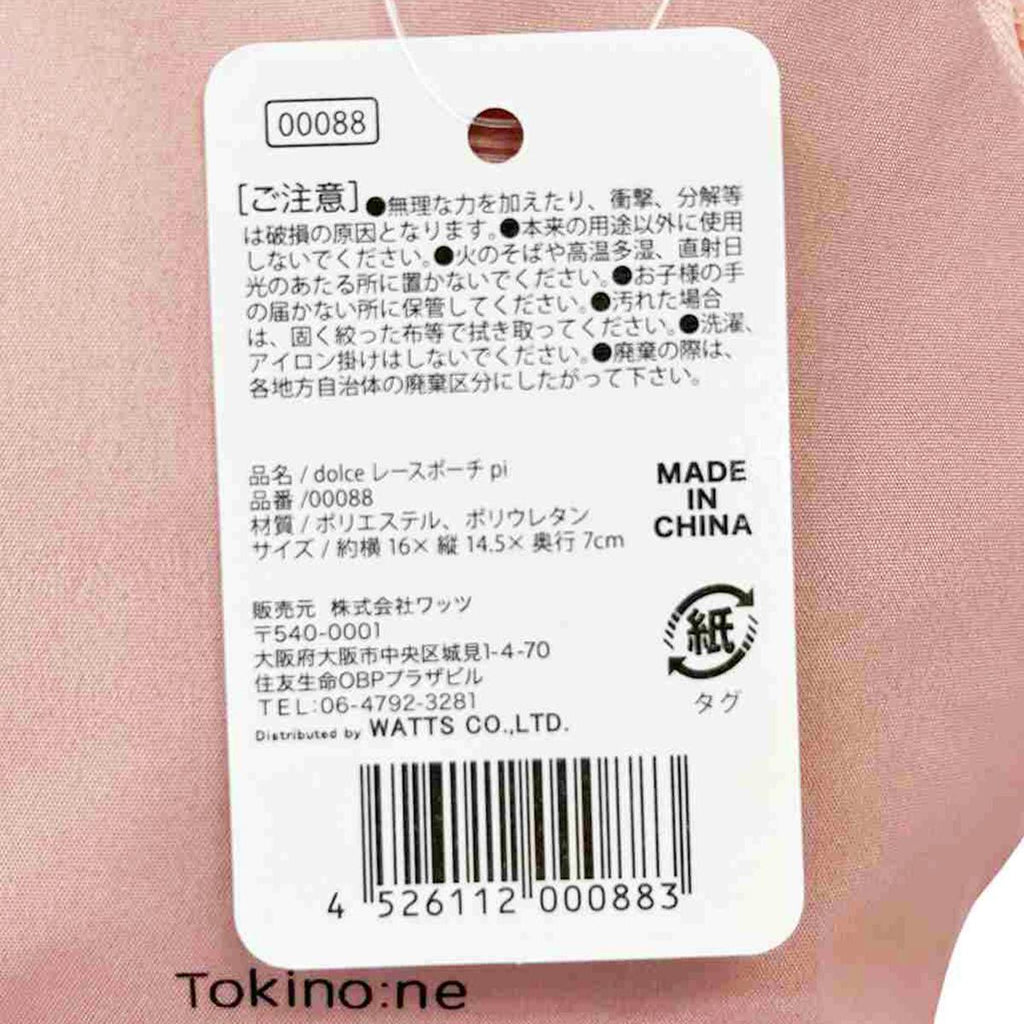 00088
[ご注意]●無理な力を加えたり、衝撃、分解等
は破損の原因となります。●本来の用途以外に使用
しないでください。●火のそばや高温多湿、直射日
光のあたる所に置かないでください。●お子様の手
の届かない所に保管してください。●汚れた場合
は、固く絞った布等で拭き取ってください。●洗濯、
アイロン掛けはしないでください。●廃棄の際は、
各地方自治体の廃棄区分にしたがって下さい。
品名 / dolce レースポーチ pi
品番 /00088
材質 / ポリエステル、ポリウレタン
サイズ / 約横 16× 縦 14.5× 奥行 7cm
MADE
IN
CHINA
販売元 株式会社ワッツ
〒540-0001
大阪府大阪市中央区城見1-4-70
住友生命OBPプラザビル
TEL:06-4792-3281
Distributed by WATTS CO.,LTD.
紙
タグ
4 526112 000883
Tokino:ne